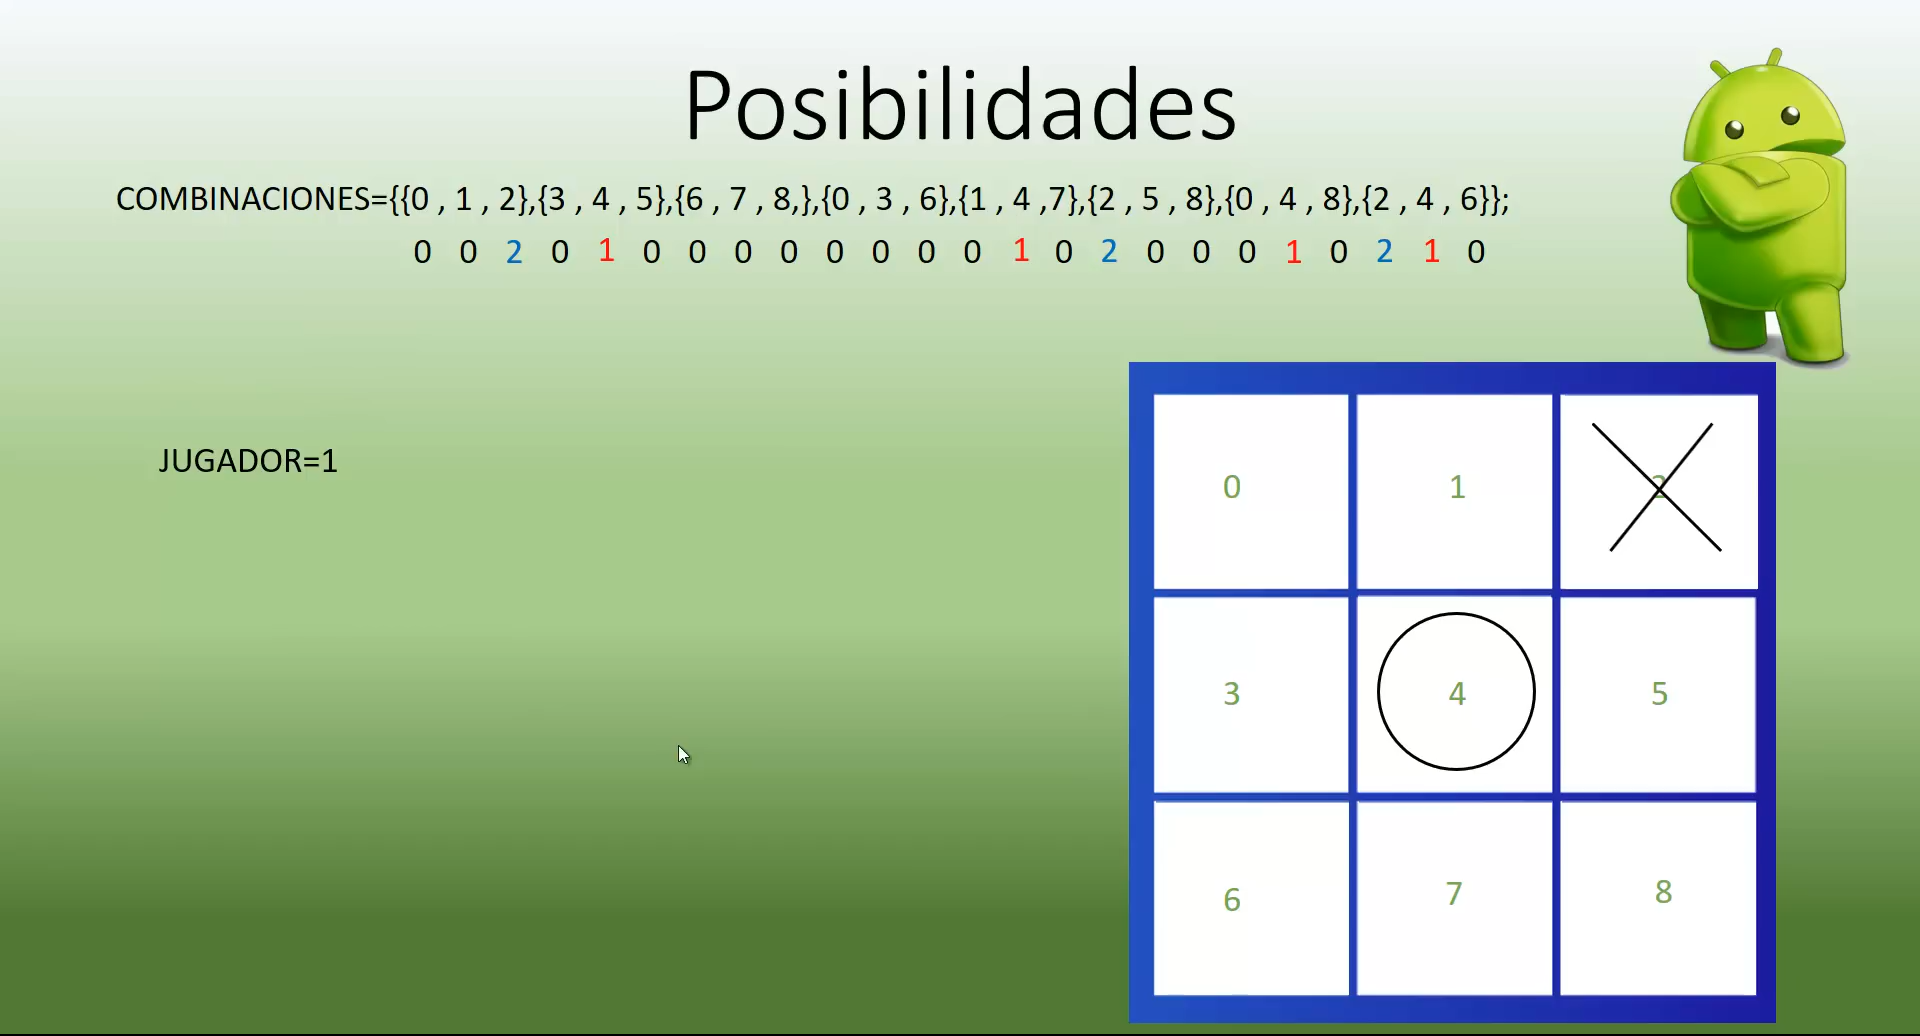 Posibilidades
COMBINACIONES={{0 , 1 , 2},{3 , 4 , 5},{6 , 7 , 8,},{0 , 3 , 6},{1 , 4 ,7},{2 , 5 , 8},{0 , 4 , 8},{2 , 4 , 6}};
0 0 2 0 1 0 0 0 0 0 0 0 0 1 0 2 0 0 0 1 0 2 1 0
JUGADOR=1
0 1 2
3 4 5
6 7 8